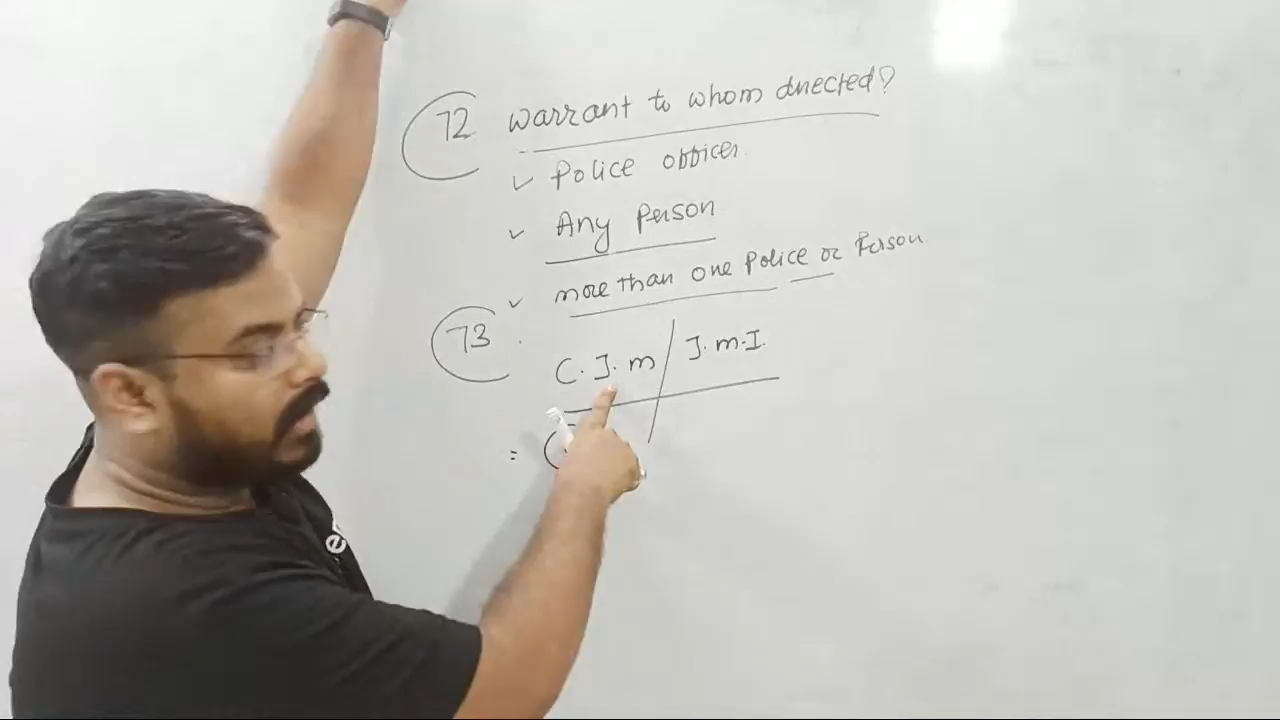 72 Warrant to whom directed?
✓ Police officer
✓ Any Person
✓ more than one Police or Person
73 C.J.m / J.m.I.
=